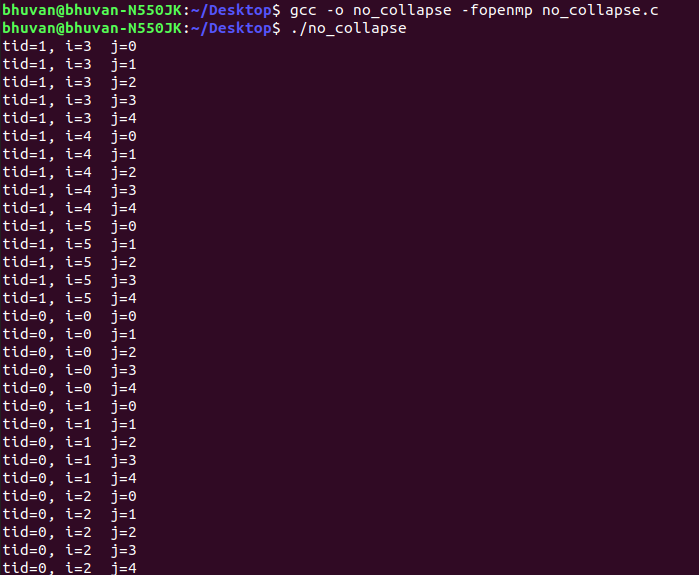 bhuvan@bhuvan-N550JK:~/Desktop$ gcc -o no_collapse -fopenmp no_collapse.c
bhuvan@bhuvan-N550JK:~/Desktop$ ./no_collapse
tid=1, i=3  j=0
tid=1, i=3  j=1
tid=1, i=3  j=2
tid=1, i=3  j=3
tid=1, i=3  j=4
tid=1, i=4  j=0
tid=1, i=4  j=1
tid=1, i=4  j=2
tid=1, i=4  j=3
tid=1, i=4  j=4
tid=1, i=5  j=0
tid=1, i=5  j=1
tid=1, i=5  j=2
tid=1, i=5  j=3
tid=1, i=5  j=4
tid=0, i=0  j=0
tid=0, i=0  j=1
tid=0, i=0  j=2
tid=0, i=0  j=3
tid=0, i=0  j=4
tid=0, i=1  j=0
tid=0, i=1  j=1
tid=0, i=1  j=2
tid=0, i=1  j=3
tid=0, i=1  j=4
tid=0, i=2  j=0
tid=0, i=2  j=1
tid=0, i=2  j=2
tid=0, i=2  j=3
tid=0, i=2  j=4